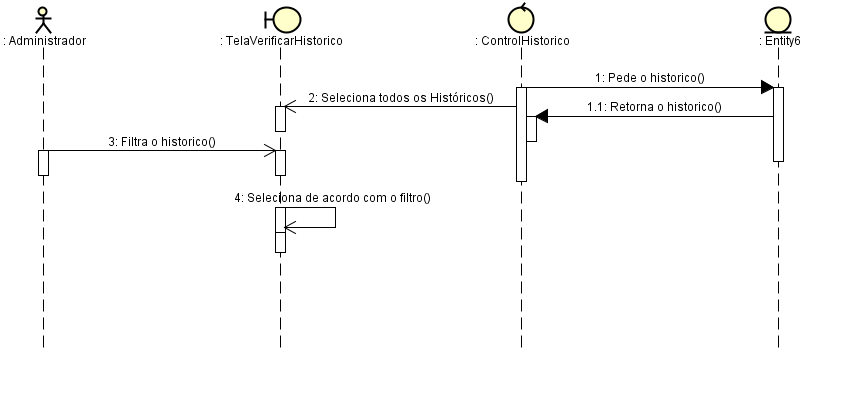 : Administrador
: TelaVerificarHistorico
: ControlHistorico
: Entity6
1: Pede o historico()
2: Seleciona todos os Históricos()
1.1: Retorna o historico()
3: Filtra o historico()
4: Seleciona de acordo com o filtro()